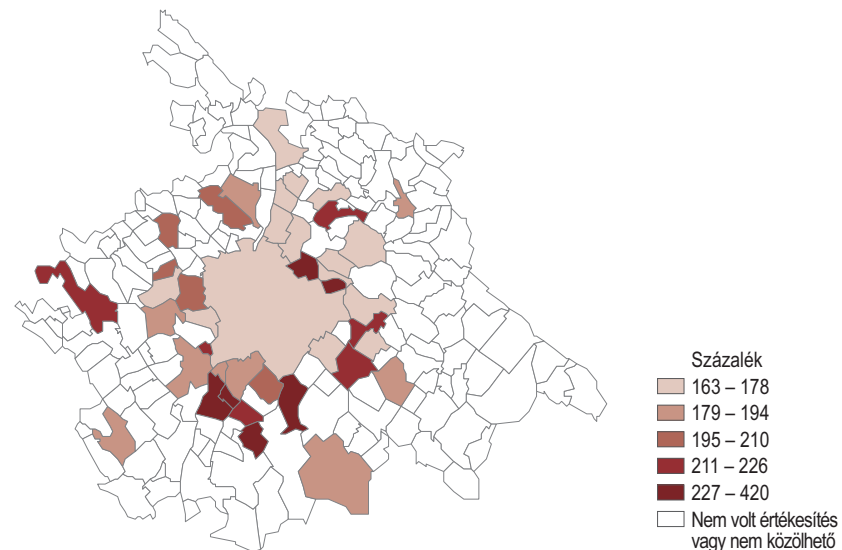 Százalék
163 – 178
179 – 194
195 – 210
211 – 226
227 – 420
Nem volt értékesítés
vagy nem közölhető